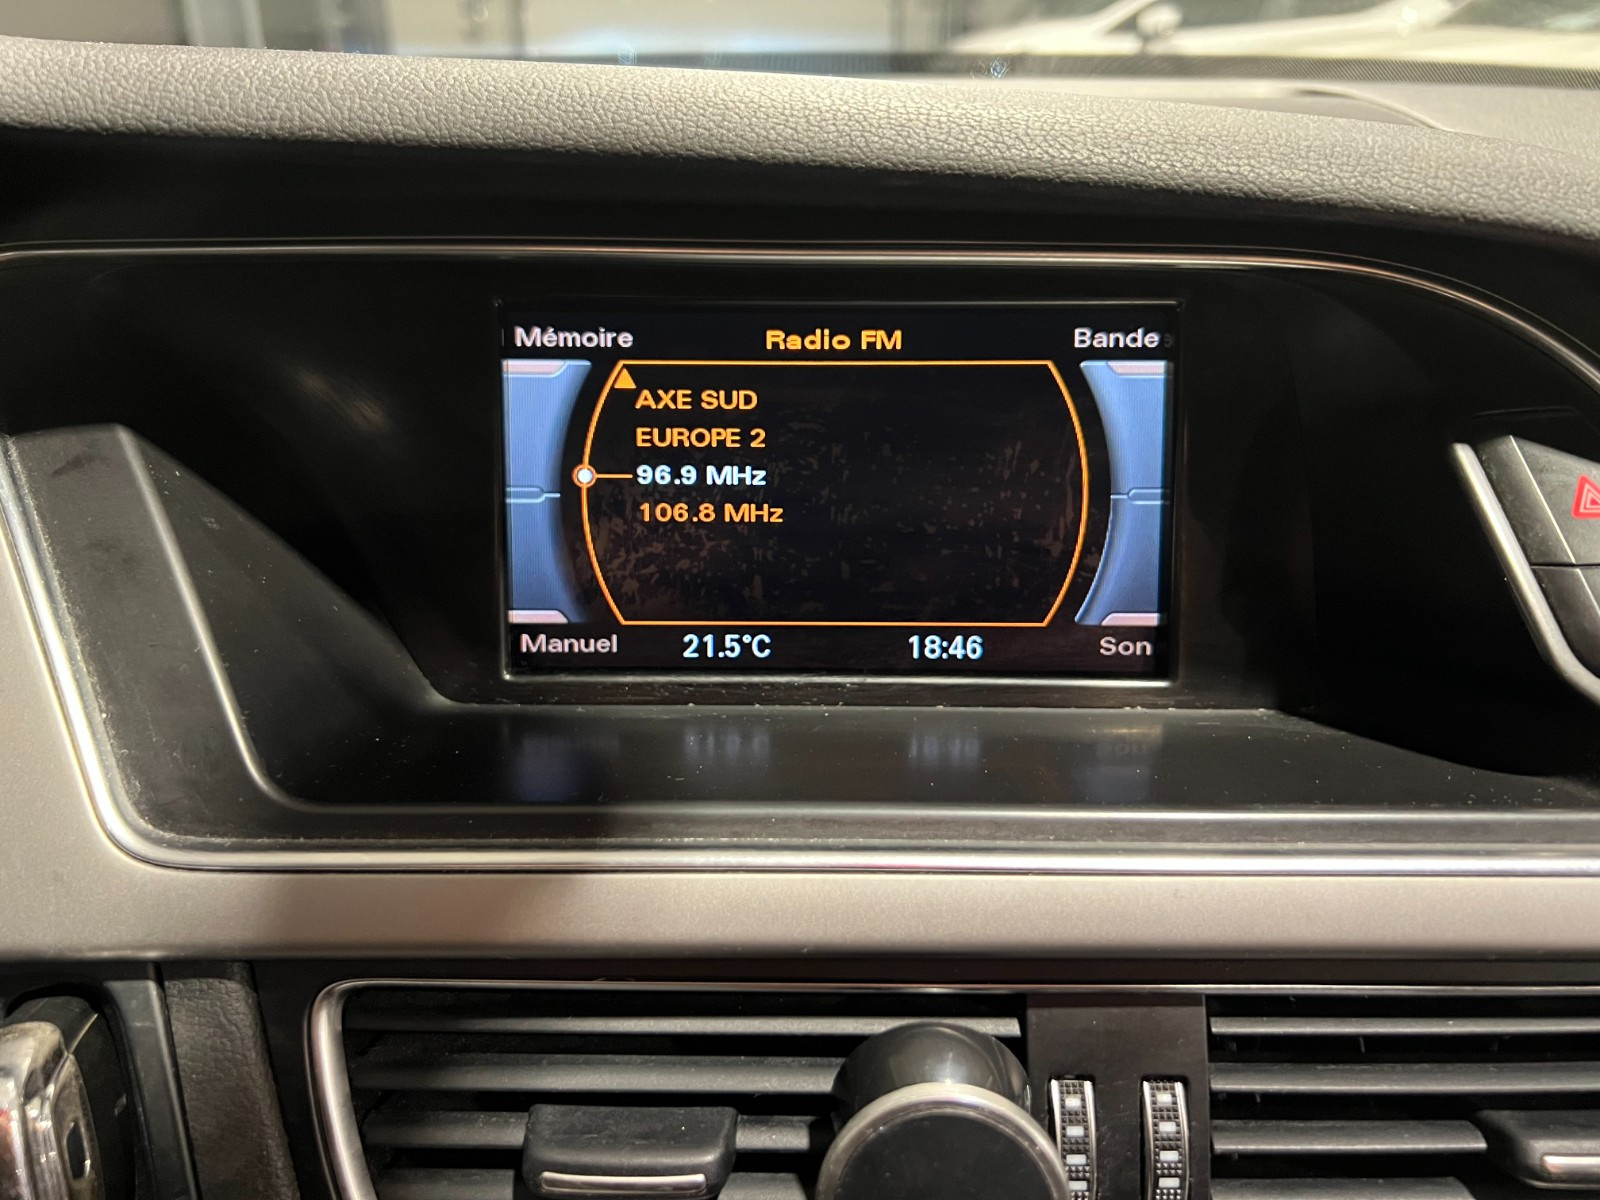 Mémoire Radio FM Bande
AXE SUD
EUROPE 2
96.9 MHz
106.8 MHz
Manuel 21.5°C 18:46 Son